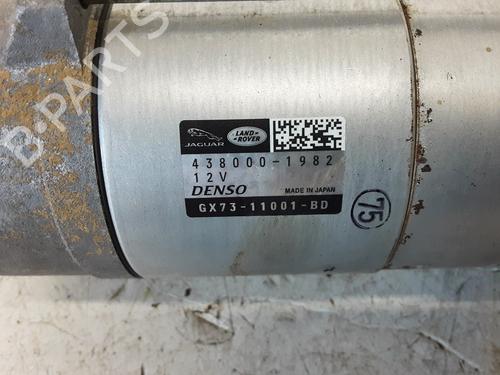 B-PARTS
JAGUAR
LAND-ROVER
438000-1982
12V
DENSO MADE IN JAPAN
GX73-11001-BD
75